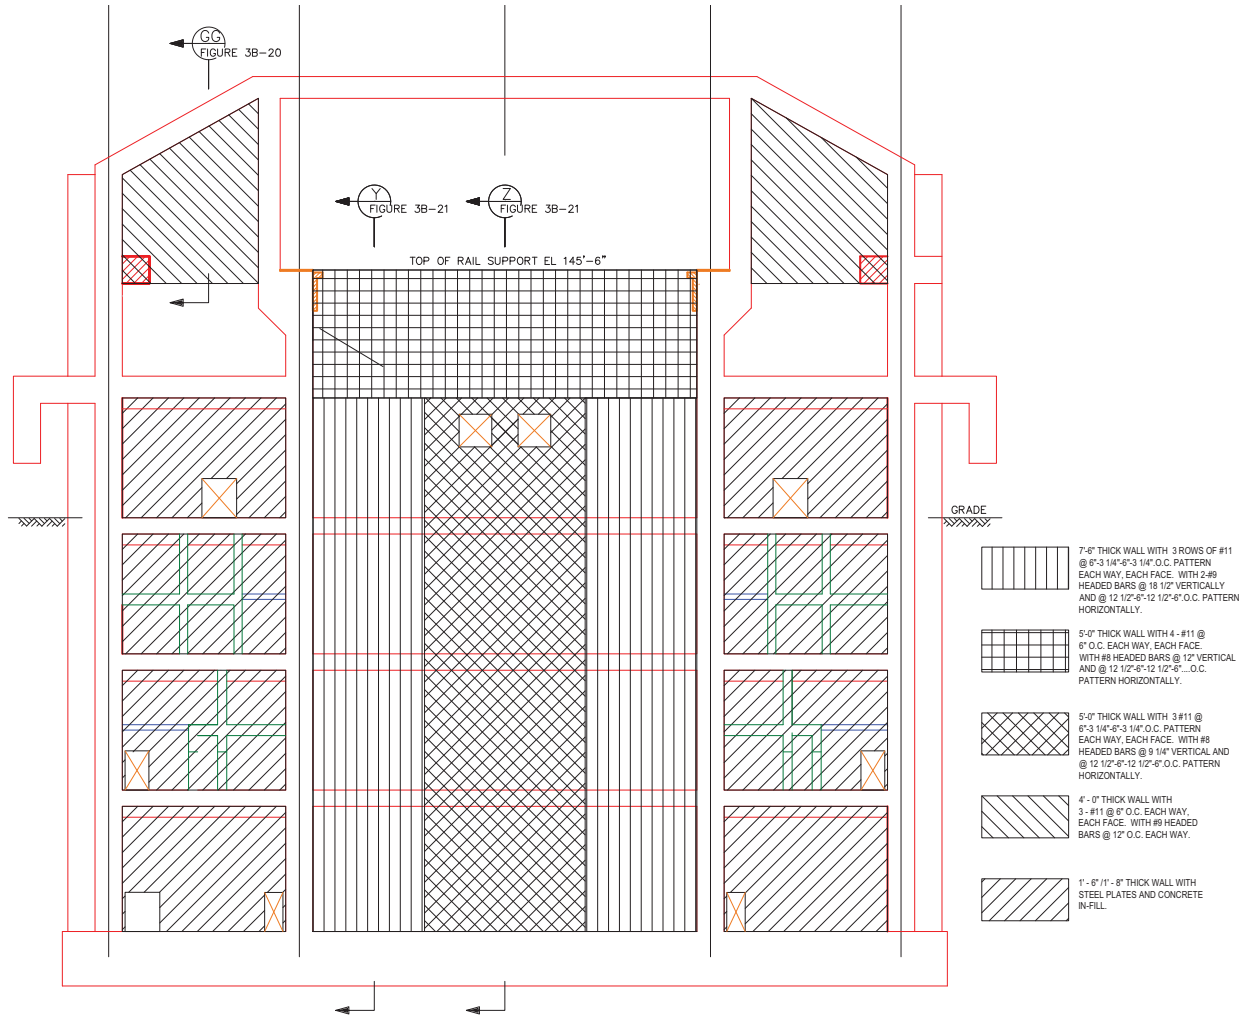 GG
FIGURE 3B-20
Y
FIGURE 3B-21
Z
FIGURE 3B-21
TOP OF RAIL SUPPORT EL 145'-6"
GRADE
7'-6" THICK WALL WITH 3 ROWS OF #11
@ 6"-3 1/4"-6"-3 1/4".O.C. PATTERN
EACH WAY, EACH FACE. WITH 2-#9
HEADED BARS @ 18 1/2" VERTICALLY
AND @ 12 1/2"-6"-12 1/2"-6".O.C. PATTERN
HORIZONTALLY.
5'-0" THICK WALL WITH 4 - #11 @
6" O.C. EACH WAY, EACH FACE.
WITH #8 HEADED BARS @ 12" VERTICAL
AND @ 12 1/2"-6"-12 1/2"-6"....O.C.
PATTERN HORIZONTALLY.
5'-0" THICK WALL WITH 3 #11 @
6"-3 1/4"-6"-3 1/4".O.C. PATTERN
EACH WAY, EACH FACE. WITH #8
HEADED BARS @ 9 1/4" VERTICAL AND
@ 12 1/2"-6"-12 1/2"-6".O.C. PATTERN
HORIZONTALLY.
4' - 0" THICK WALL WITH
3 - #11 @ 6" O.C. EACH WAY,
EACH FACE. WITH #9 HEADED
BARS @ 12" O.C. EACH WAY.
1' - 6" /1' - 8" THICK WALL WITH
STEEL PLATES AND CONCRETE
IN-FILL.